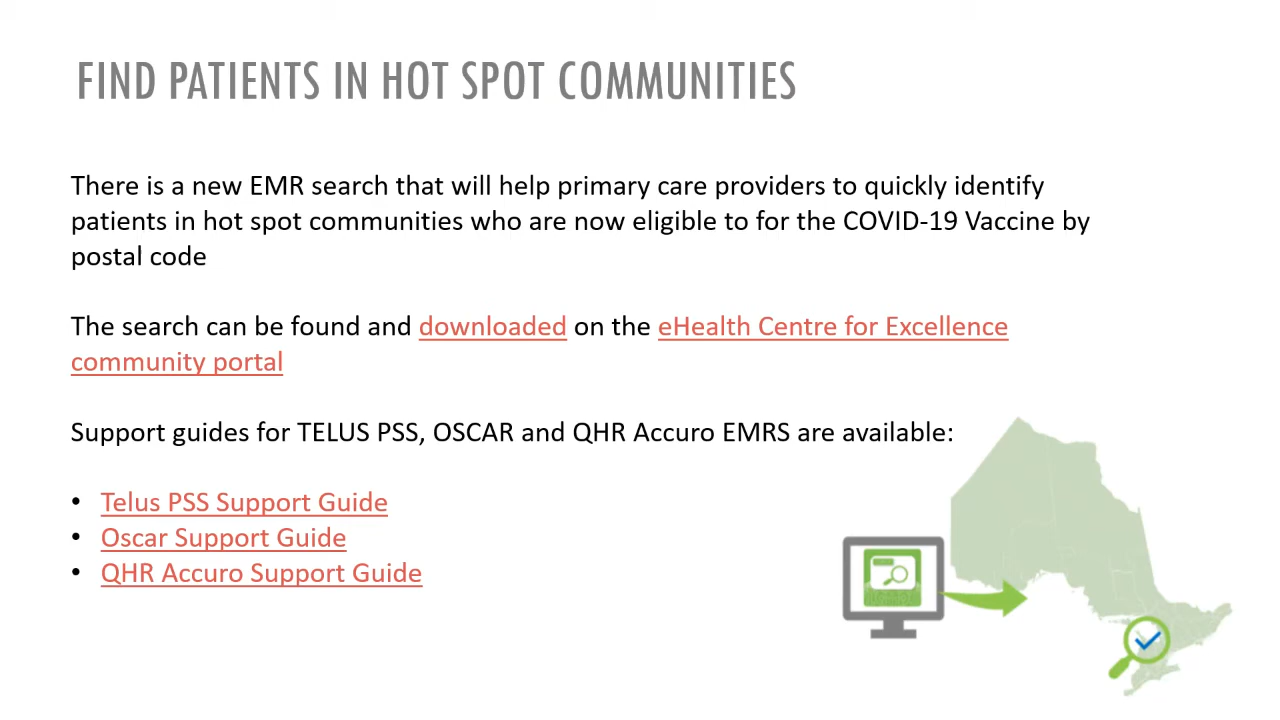 FIND PATIENTS IN HOT SPOT COMMUNITIES
There is a new EMR search that will help primary care providers to quickly identify
patients in hot spot communities who are now eligible to for the COVID-19 Vaccine by
postal code
The search can be found and downloaded on the eHealth Centre for Excellence
community portal
Support guides for TELUS PSS, OSCAR and QHR Accuro EMRS are available:
• Telus PSS Support Guide
• Oscar Support Guide
• QHR Accuro Support Guide